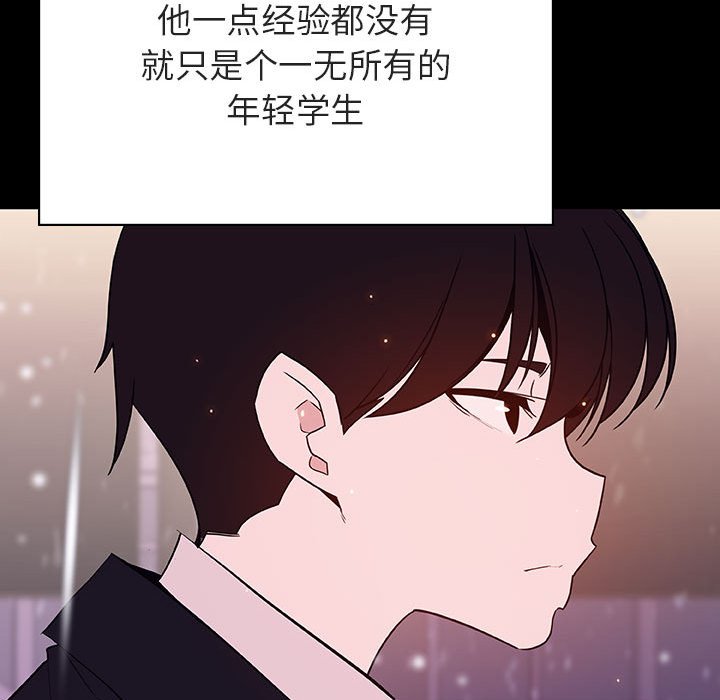 他一点经验都没有
就只是个一无所有的
年轻学生